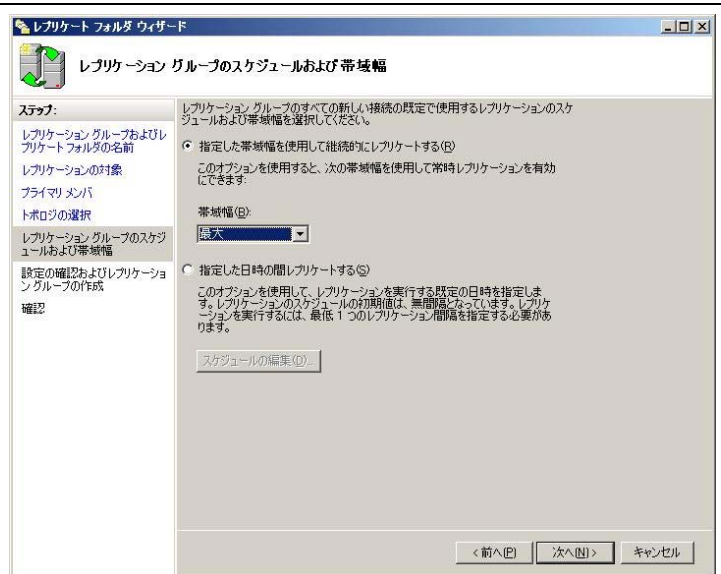 レプリケート フォルダ ウィザード
レプリケーション グループのスケジュールおよび帯域幅
ステップ:
レプリケーション グループおよびレ
プリケート フォルダの名前
レプリケーションの対象
プライマリ メンバ
トポロジの選択
レプリケーション グループのスケジ
ュールおよび帯域幅
設定の確認およびレプリケーショ
ン グループの作成
確認
レプリケーション グループのすべての新しい接続の既定で使用するレプリケーションのスケ
ジュールおよび帯域幅を選択してください。
指定した帯域幅を使用して継続的にレプリケートする(R)
このオプションを使用すると、次の帯域幅を使用して常時レプリケーションを有効
にできます:
帯域幅(B):
最大
指定した日時の間レプリケートする(S)
このオプションを使用して、レプリケーションを実行する既定の日時を指定しま
す。レプリケーションのスケジュールの初期値は、無間隔となっています。レプリケ
ーションを実行するには、最低 1 つのレプリケーション間隔を指定する必要があ
ります。
スケジュールの編集(D)...
< 前へ(P)
次へ(N) >
キャンセル